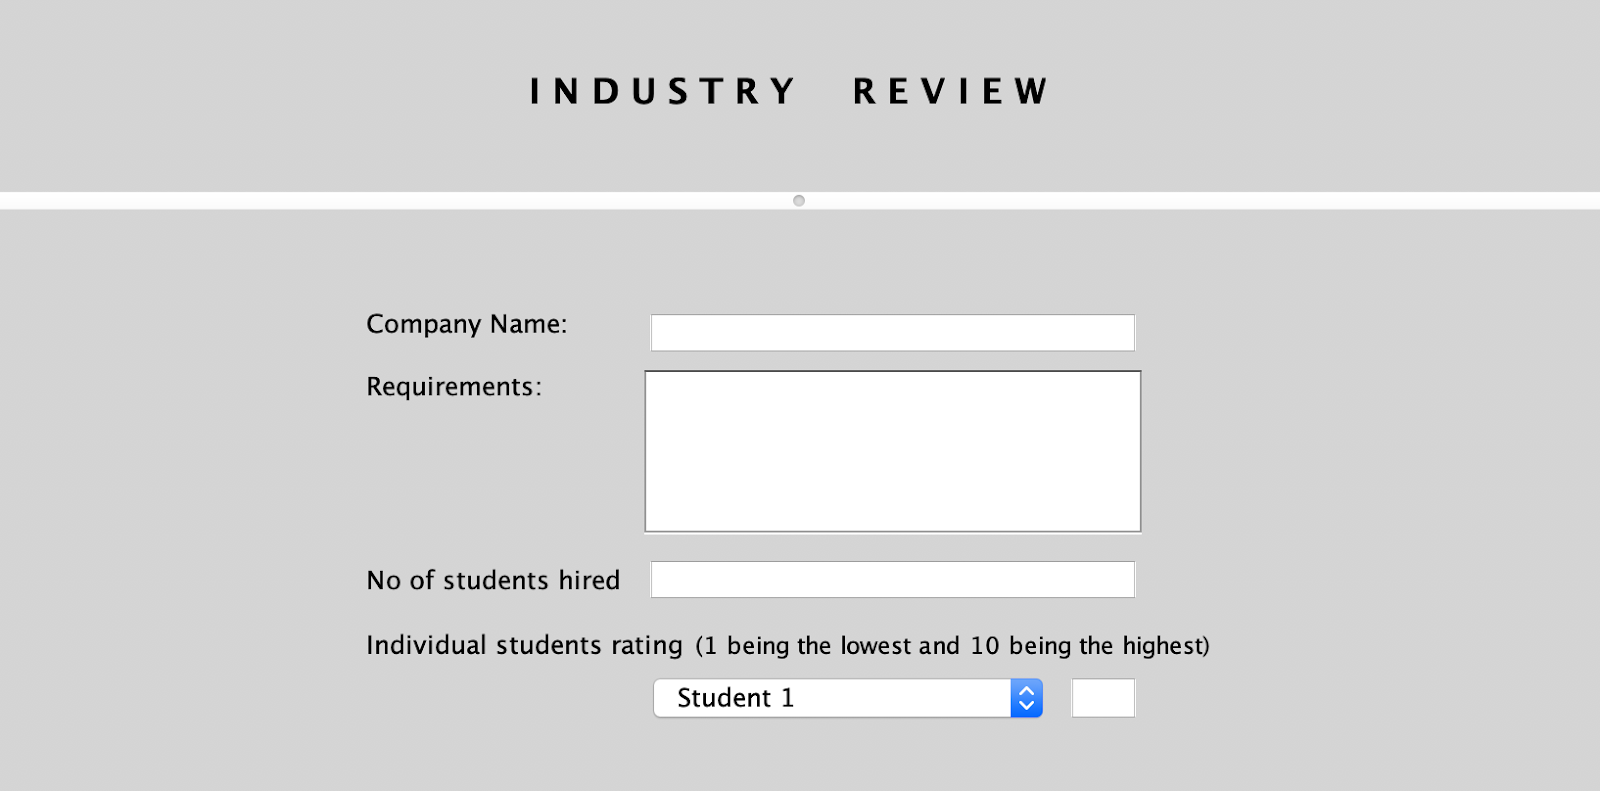 INDUSTRY REVIEW
Company Name:
Requirements:
No of students hired
Individual students rating (1 being the lowest and 10 being the highest)
Student 1